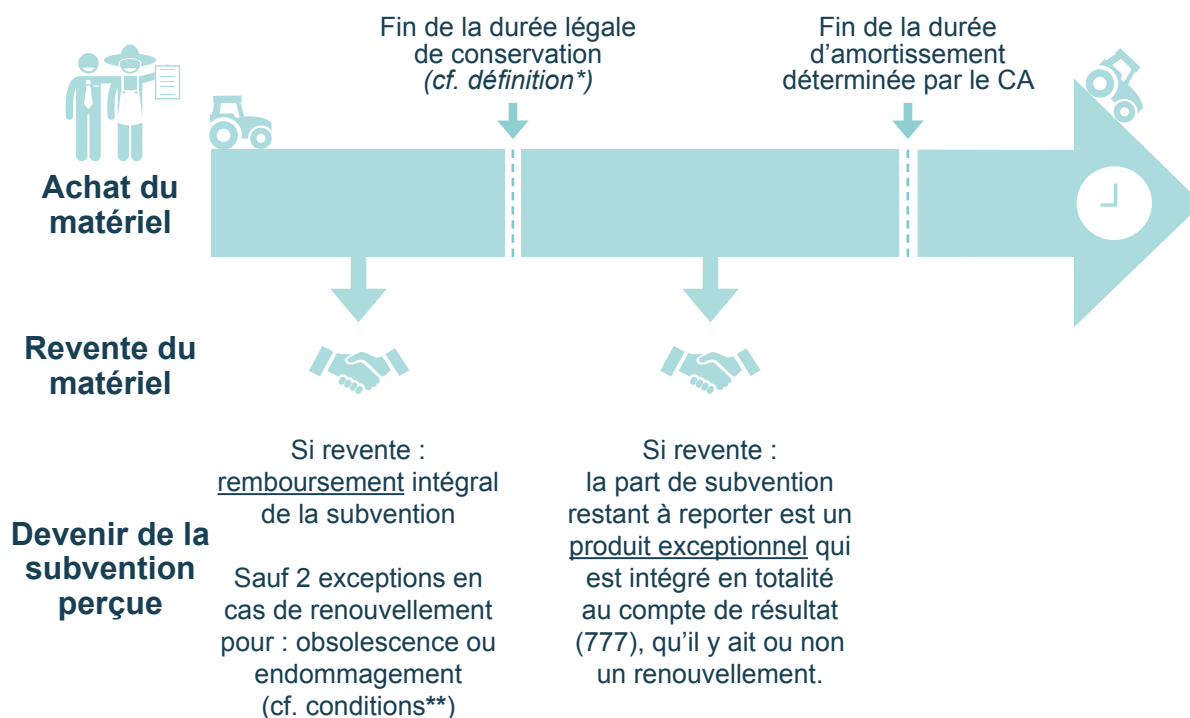 Fin de la durée légale
de conservation
(cf. définition*)
Fin de la durée
d’amortissement
déterminée par le CA
Achat du
matériel
Revente du
matériel
Devenir de la
subvention
perçue
Si revente :
remboursement intégral
de la subvention
Sauf 2 exceptions en
cas de renouvellement
pour : obsolescence ou
endommagement
(cf. conditions**)
Si revente :
la part de subvention
restant à reporter est un
produit exceptionnel qui
est intégré en totalité
au compte de résultat
(777), qu’il y ait ou non
un renouvellement.